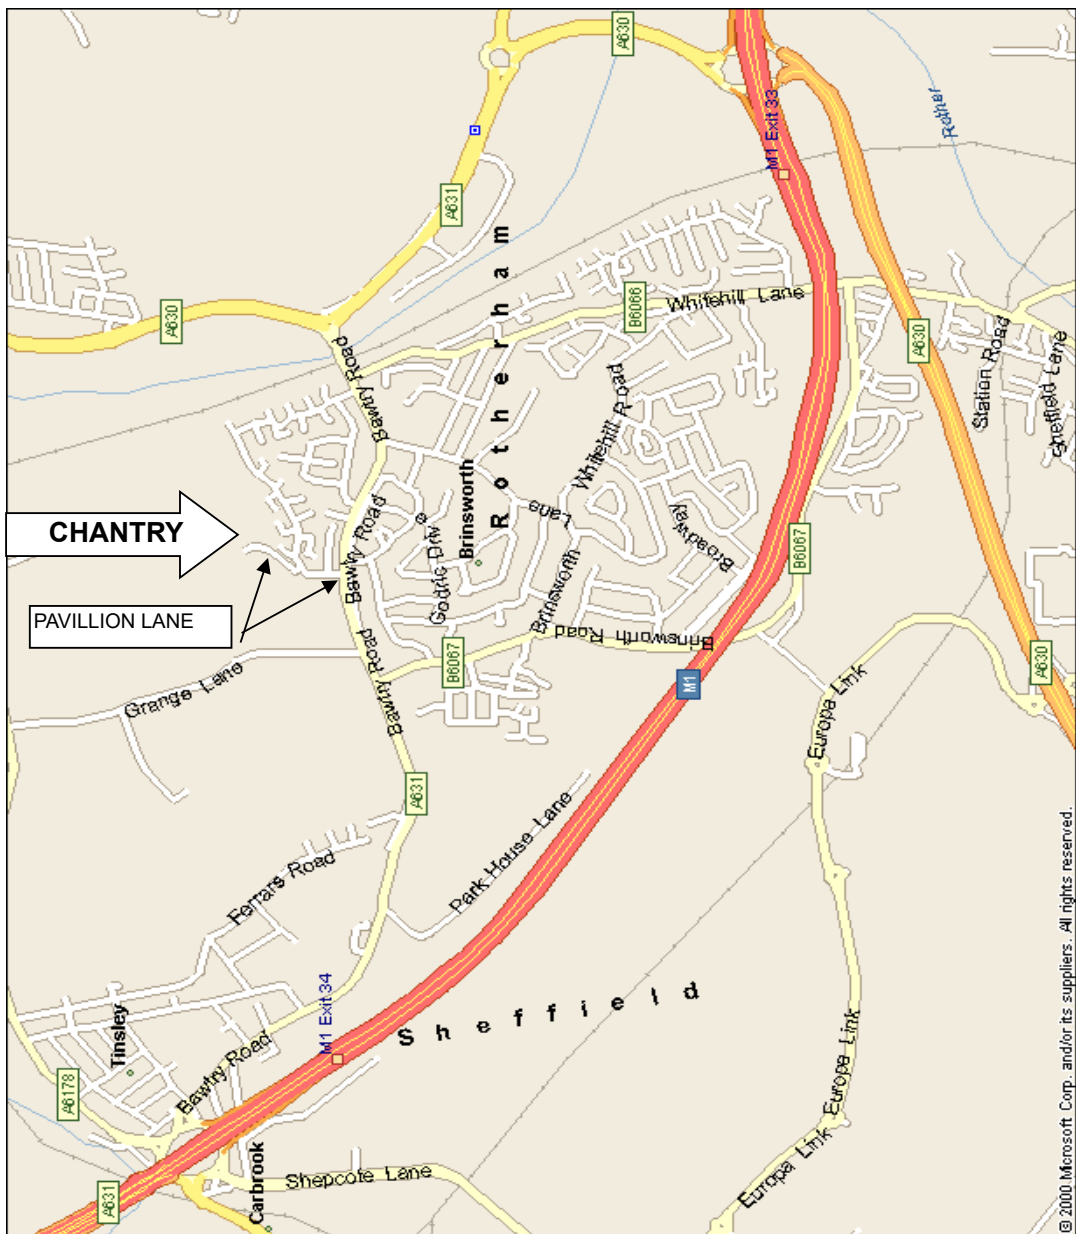 A630
A631
A630
M1 Exit 33
Rother
Rotherham
B6066
Whitehill Lane
Bawtry Road
A630
Station Road
Sheffield Lane
CHANTRY
PAVILLION LANE
Bawtry Road
Godric Drive
Brinsworth
Whitehill Road
Lane
Brinsworth
Broadway
B6067
Brinsworth Road
B6067
M1
A630
Europa Link
Grange Lane
Bawtry Road
A631
Park House Lane
Ferrars Road
Tinsley
M1 Exit 34
Sheffield
A6178
Bawtry Road
A631
Carbrook
Shepcote Lane
Europa Link
Europa Link
© 2000 Microsoft Corp. and/or its suppliers. All rights reserved.